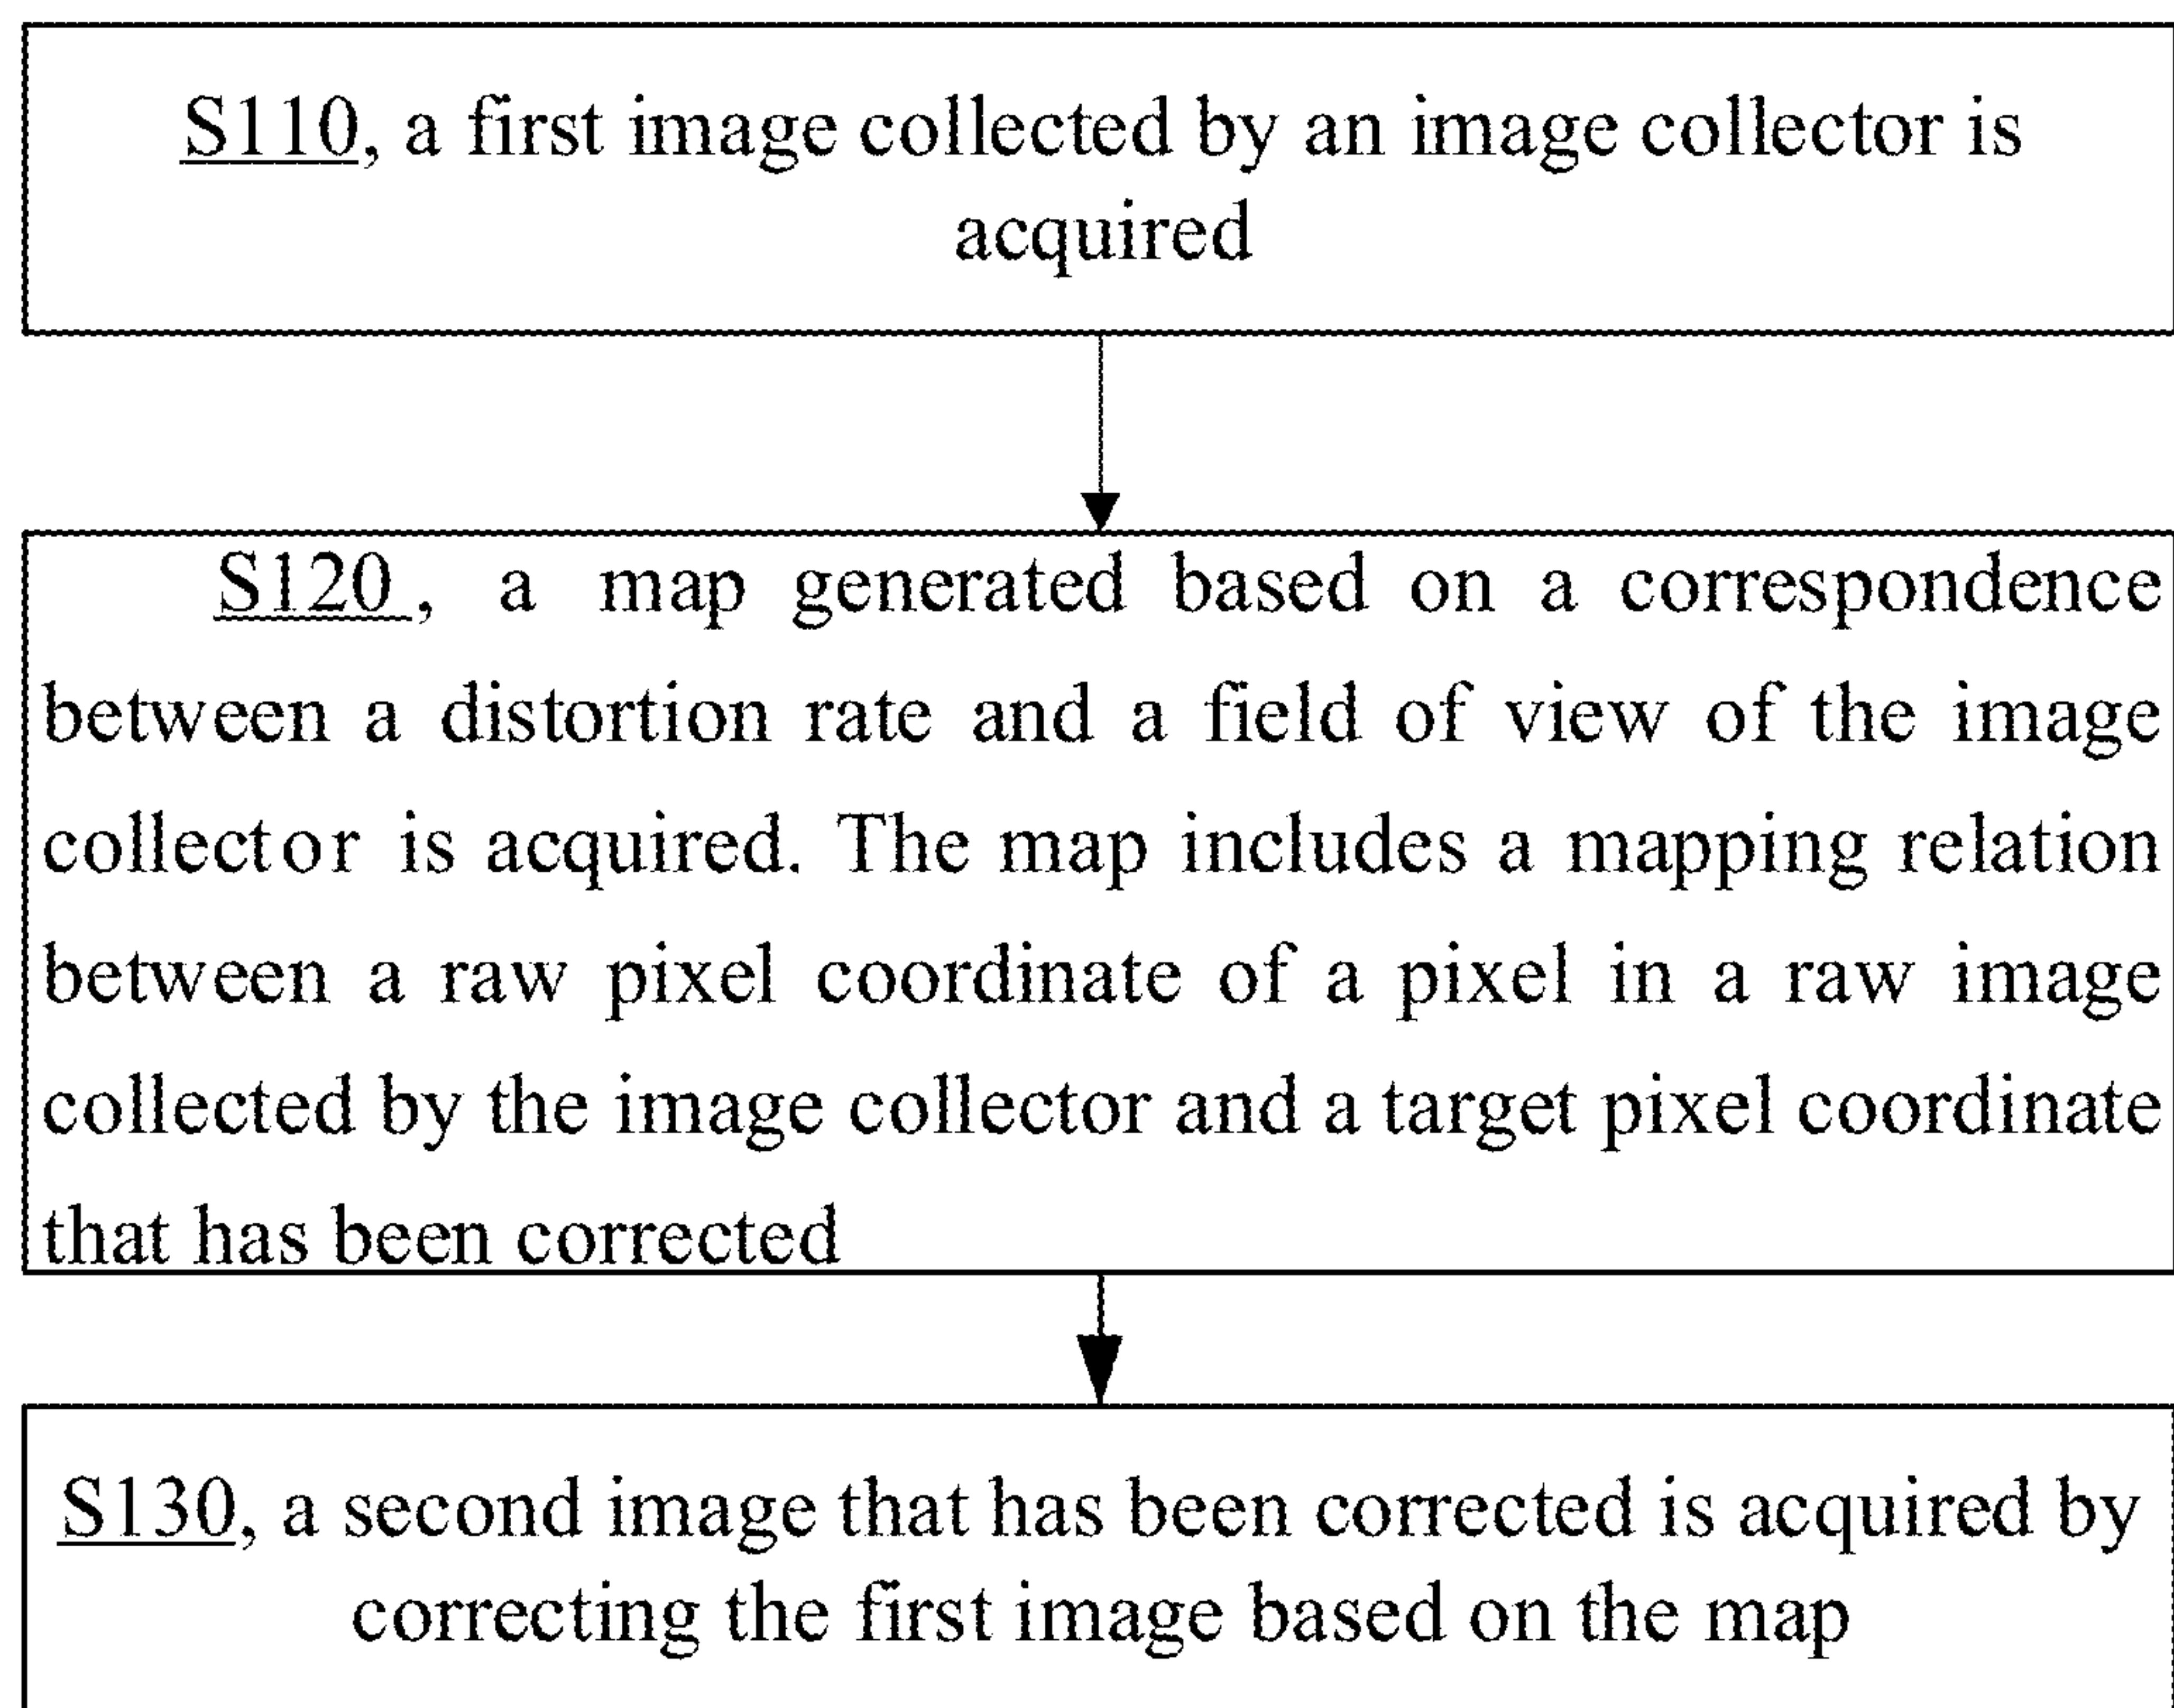 S110, a first image collected by an image collector is
acquired
S120 , a map generated based on a correspondence
between a distortion rate and a field of view of the image
collector is acquired. The map includes a mapping relation
between a raw pixel coordinate of a pixel in a raw image
collected by the image collector and a target pixel coordinate
that has been corrected
S130, a second image that has been corrected is acquired by
correcting the first image based on the map